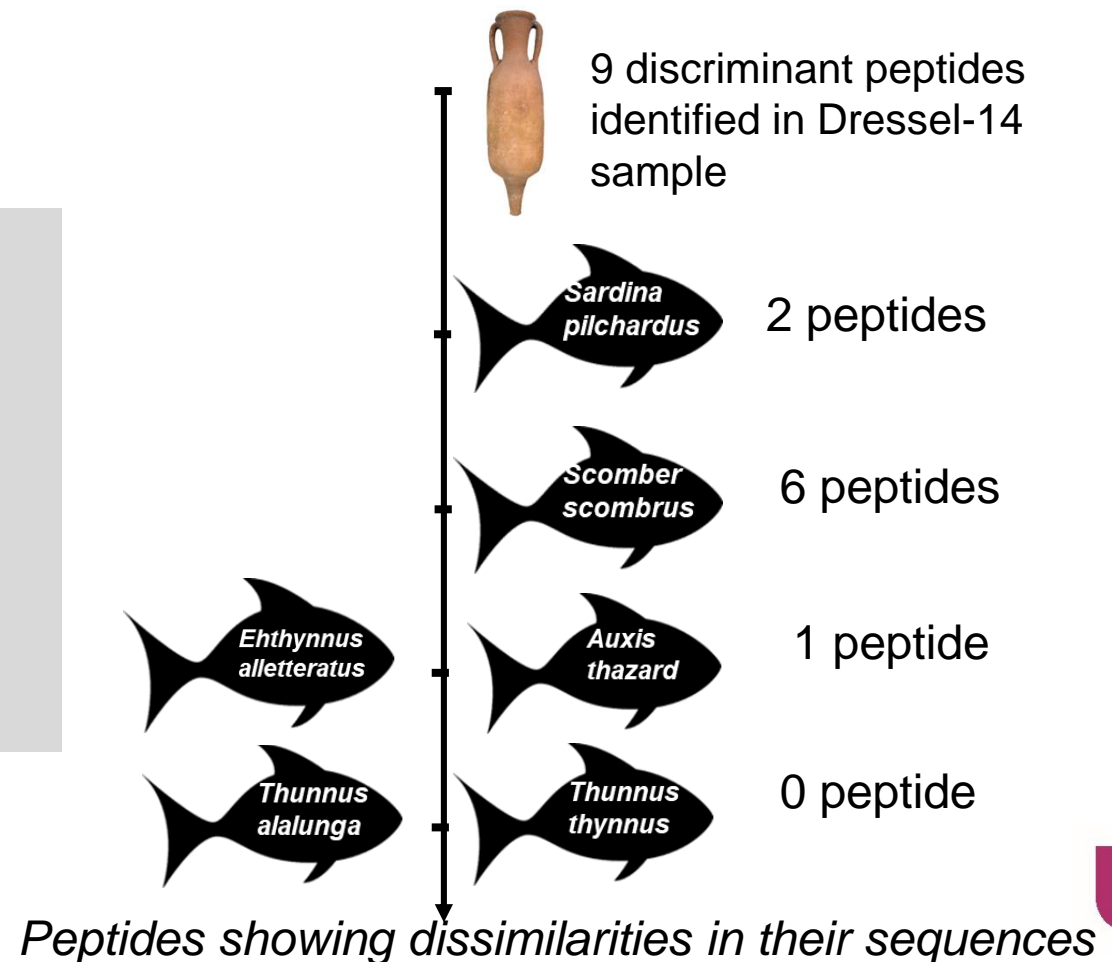 9 discriminant peptides
identified in Dressel-14
sample
Sardina
pilchardus
2 peptides
Scomber
scombrus
6 peptides
Ehthynnus
alletteratus
Auxis
thazard
1 peptide
Thunnus
alalunga
Thunnus
thynnus
0 peptide
Peptides showing dissimilarities in their sequences